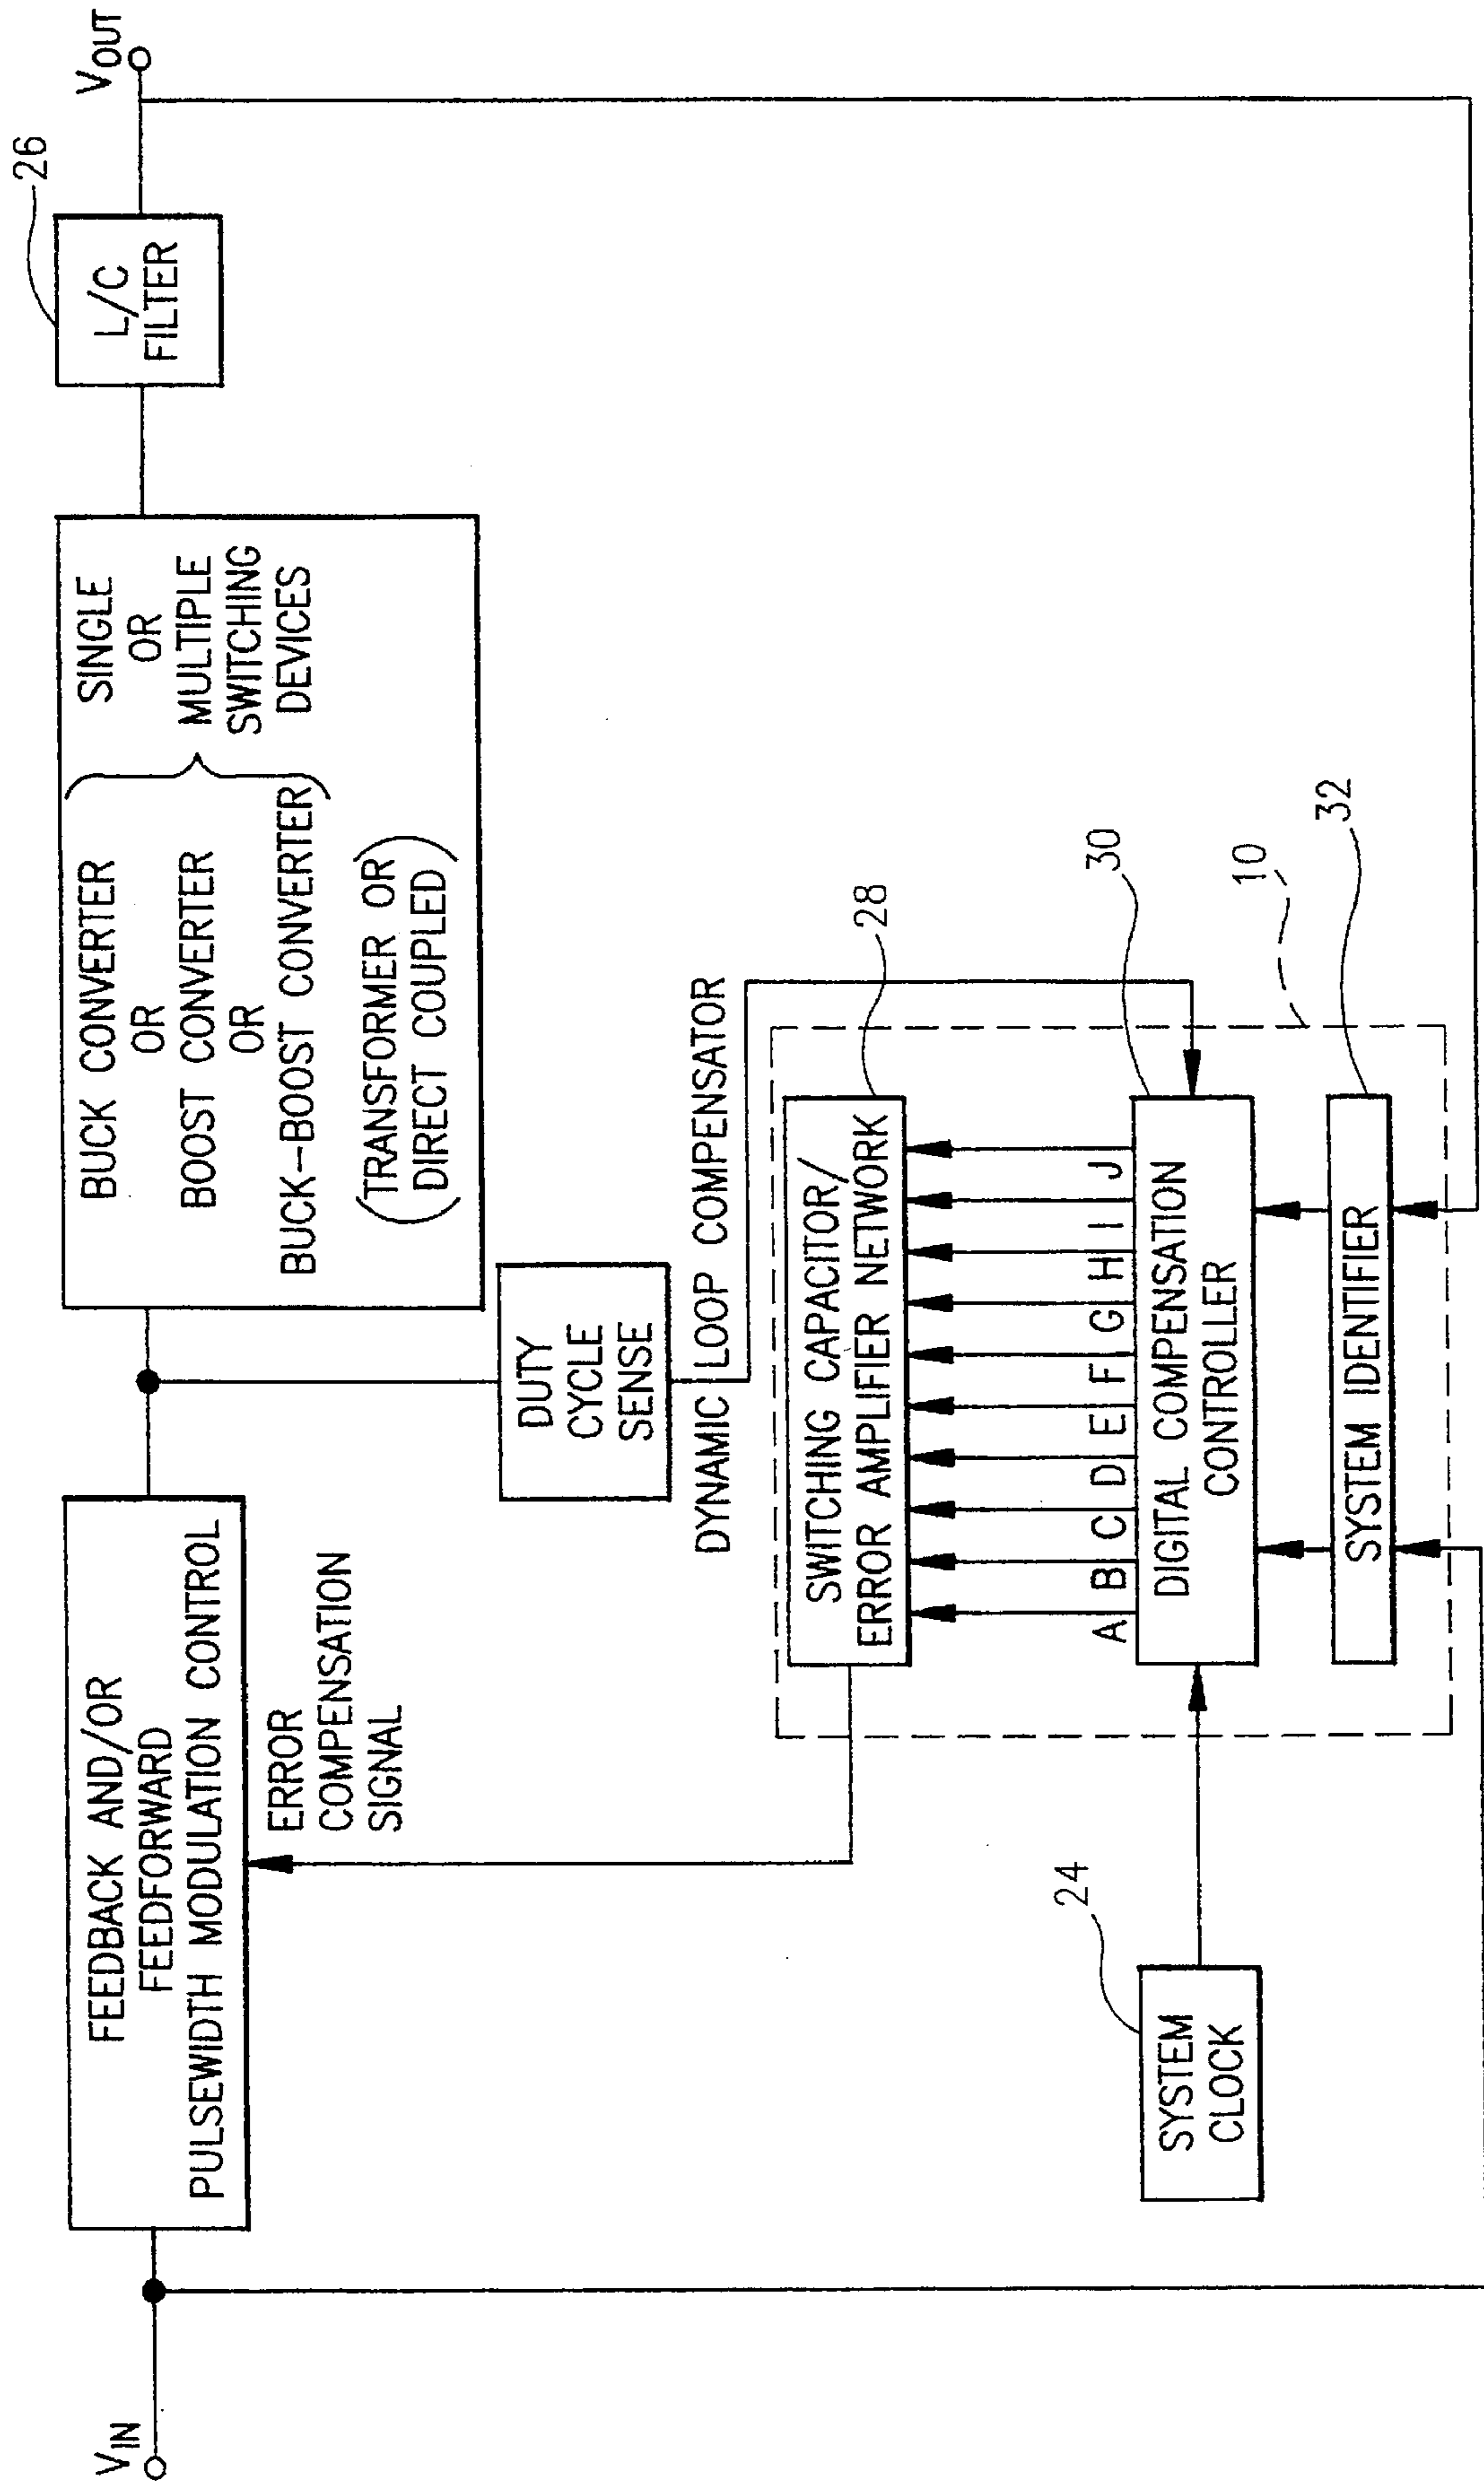 V_IN
FEEDBACK AND/OR
FEEDFORWARD
PULSEWIDTH MODULATION CONTROL
BUCK CONVERTER
OR
BOOST CONVERTER
OR
BUCK-BOOST CONVERTER
SINGLE
OR
MULTIPLE
SWITCHING
DEVICES
(TRANSFORMER OR
DIRECT COUPLED)
26
L/C
FILTER
V_OUT
ERROR
COMPENSATION
SIGNAL
DUTY
CYCLE
SENSE
DYNAMIC LOOP COMPENSATOR
28
SWITCHING CAPACITOR/
ERROR AMPLIFIER NETWORK
A B C D E F G H I J
30
DIGITAL COMPENSATION
CONTROLLER
10
24
SYSTEM
CLOCK
32
SYSTEM IDENTIFIER